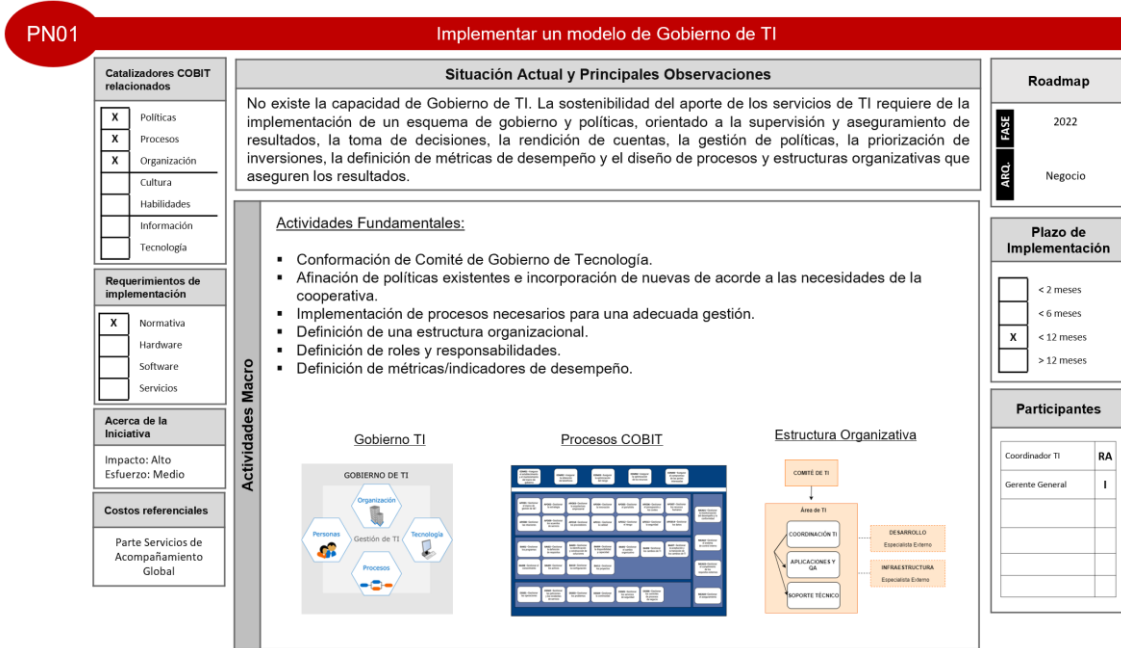 PN01
Implementar un modelo de Gobierno de TI
Catalizadores COBIT
relacionados
X Políticas
X Procesos
X Organización
Cultura
Habilidades
Información
Tecnología
Requerimientos de
implementación
X Normativa
Hardware
Software
Servicios
Acerca de la
Iniciativa
Impacto: Alto
Esfuerzo: Medio
Costos referenciales
Parte Servicios de
Acompañamiento
Global
Situación Actual y Principales Observaciones
No existe la capacidad de Gobierno de TI. La sostenibilidad del aporte de los servicios de TI requiere de la
implementación de un esquema de gobierno y políticas, orientado a la supervisión y aseguramiento de
resultados, la toma de decisiones, la rendición de cuentas, la gestión de políticas, la priorización de
inversiones, la definición de métricas de desempeño y el diseño de procesos y estructuras organizativas que
aseguren los resultados.
Actividades Macro
Actividades Fundamentales:
▪ Conformación de Comité de Gobierno de Tecnología.
▪ Afinación de políticas existentes e incorporación de nuevas de acorde a las necesidades de la
cooperativa.
▪ Implementación de procesos necesarios para una adecuada gestión.
▪ Definición de una estructura organizacional.
▪ Definición de roles y responsabilidades.
▪ Definición de métricas/indicadores de desempeño.
Gobierno TI
GOBIERNO DE TI
Organización
Personas
Gestión de TI
Tecnología
Procesos
Procesos COBIT
Estructura Organizativa
COMITÉ DE TI
Área de TI
COORDINACIÓN TI
APLICACIONES Y
QA
SOPORTE TÉCNICO
DESARROLLO
Especialista Externo
INFRAESTRUCTURA
Especialista Externo
Roadmap
FASE 2022
ARQ. Negocio
Plazo de
Implementación
< 2 meses
< 6 meses
X < 12 meses
> 12 meses
Participantes
Coordinador TI RA
Gerente General I